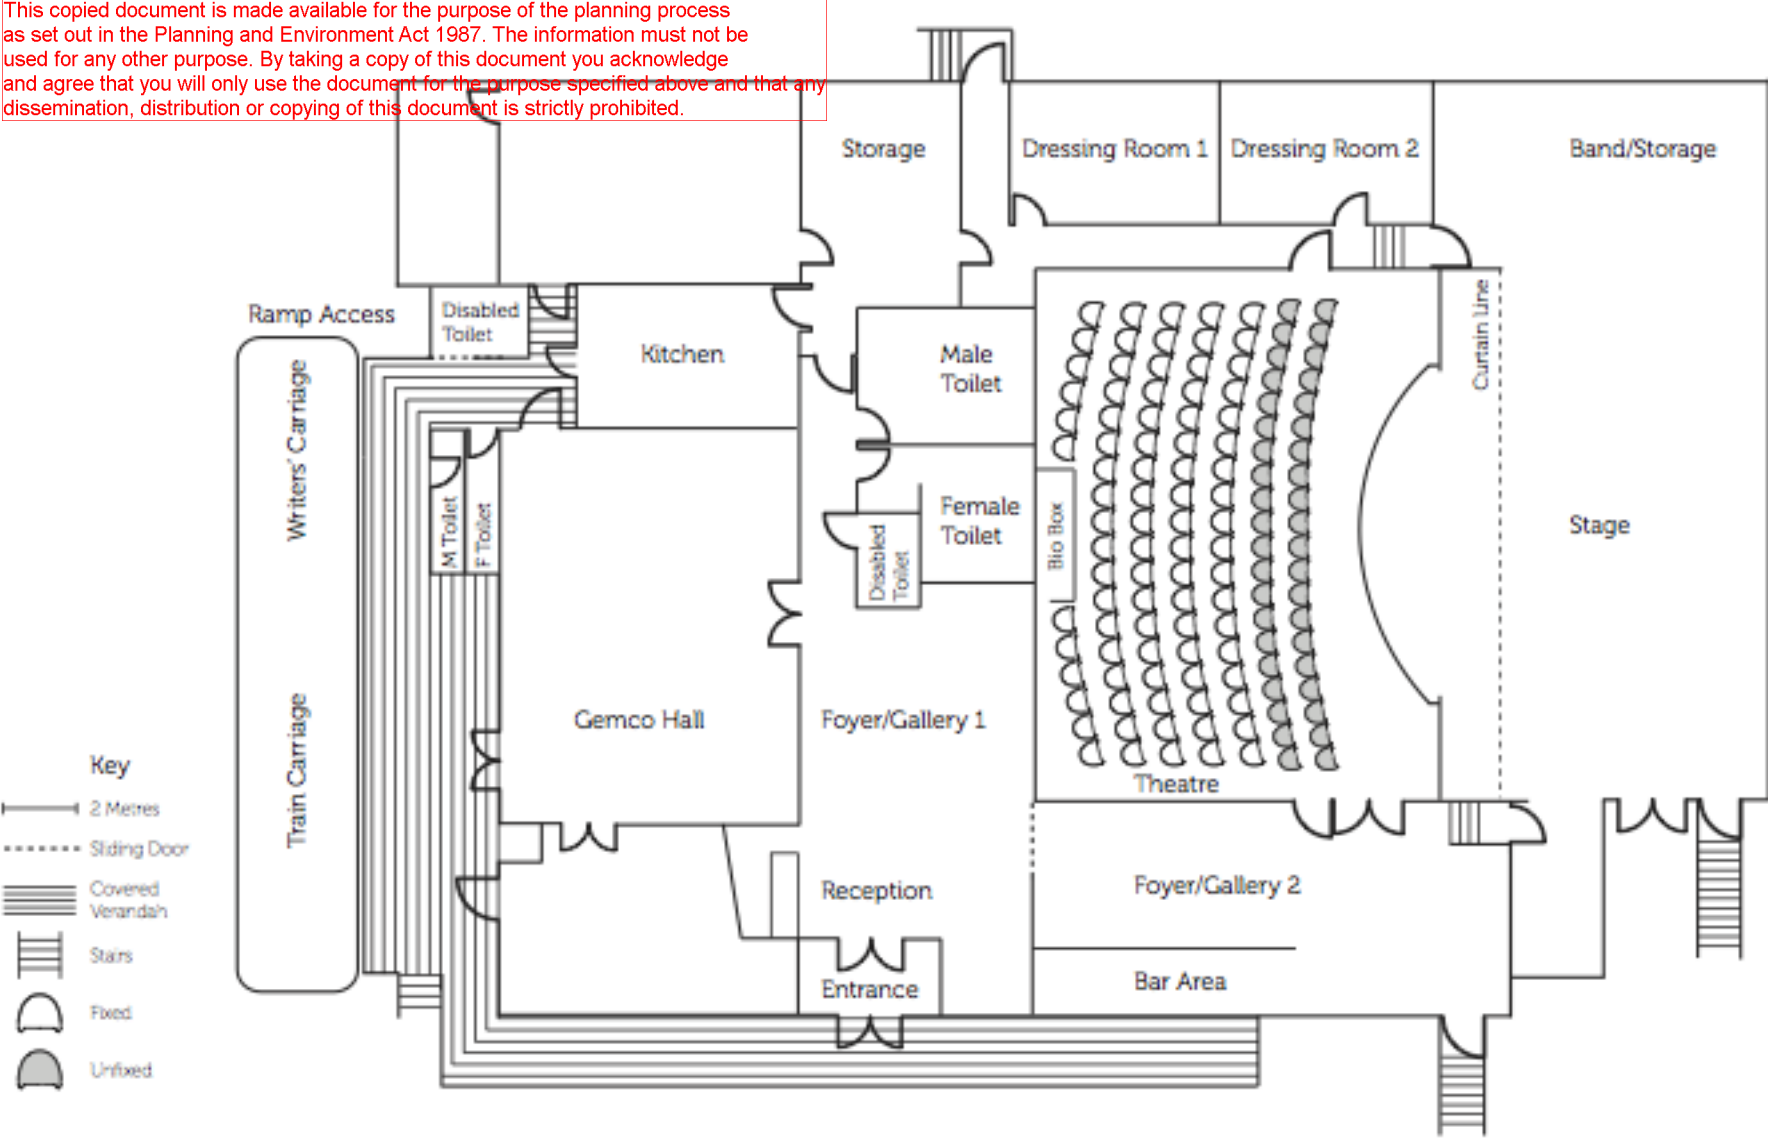 This copied document is made available for the purpose of the planning process
as set out in the Planning and Environment Act 1987. The information must not be
used for any other purpose. By taking a copy of this document you acknowledge
and agree that you will only use the document for the purpose specified above and that any
dissemination, distribution or copying of this document is strictly prohibited.
Storage
Dressing Room 1
Dressing Room 2
Band/Storage
Ramp Access
Disabled
Toilet
Kitchen
Male
Toilet
Curtain Line
Writers' Carriage
M Toilet
F Toilet
Female
Toilet
Disabled
Toilet
Bio Box
Stage
Gemco Hall
Foyer/Gallery 1
Train Carriage
Theatre
Key
2 Metres
Sliding Door
Covered
Verandah
Stairs
Fixed
Unfixed
Reception
Foyer/Gallery 2
Entrance
Bar Area